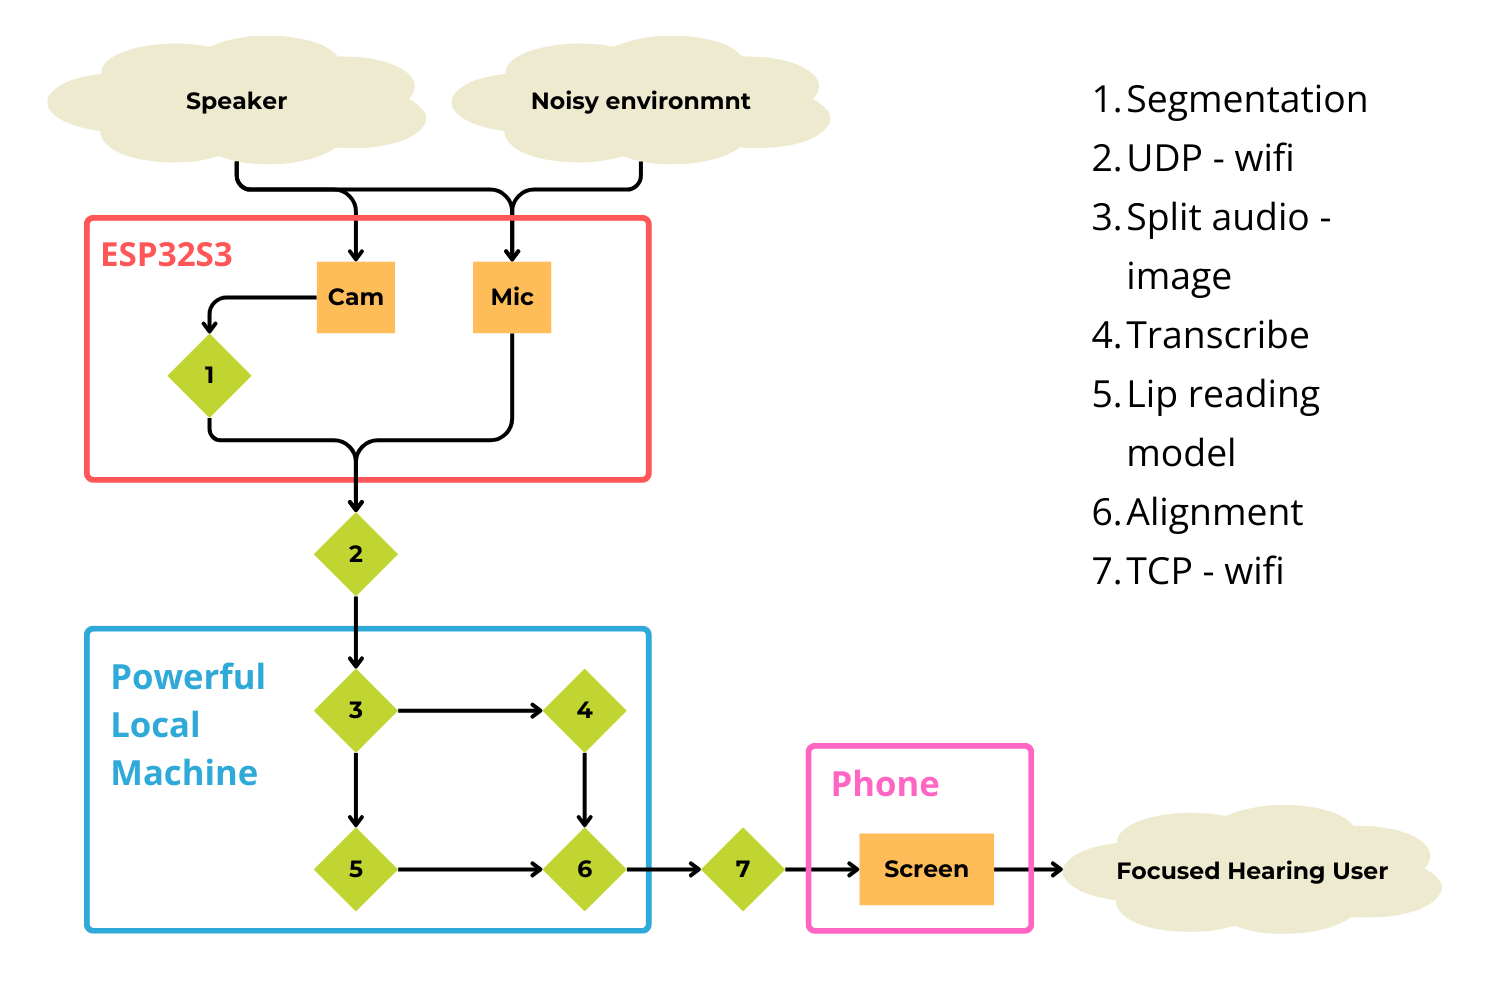 Speaker
Noisy environmnt
1. Segmentation
2. UDP - wifi
3. Split audio -
image
4. Transcribe
5. Lip reading
model
6. Alignment
7. TCP - wifi
ESP32S3
Cam
Mic
1
2
Powerful
Local
Machine
3
4
5
6
7
Phone
Screen
Focused Hearing User